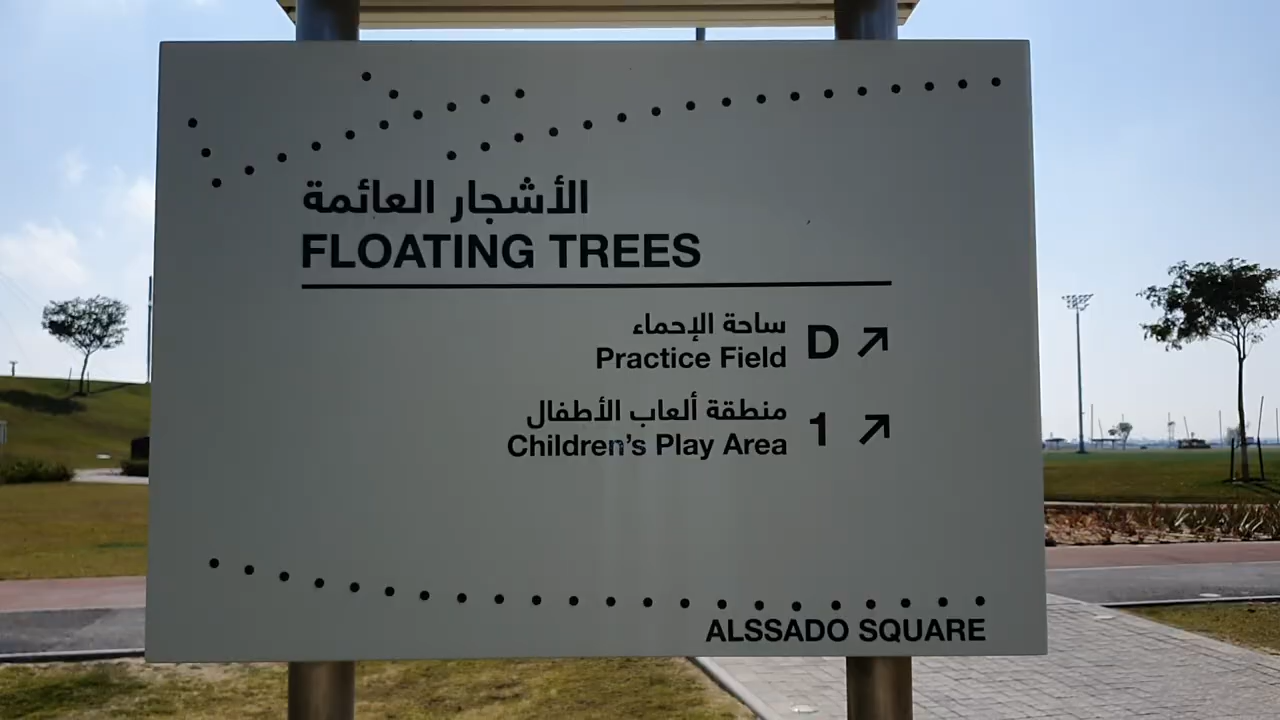 الأشجار العائمة
FLOATING TREES
ساحة الإحماء
Practice Field D ↗
منطقة ألعاب الأطفال
Children's Play Area 1 ↗
ALSSADO SQUARE